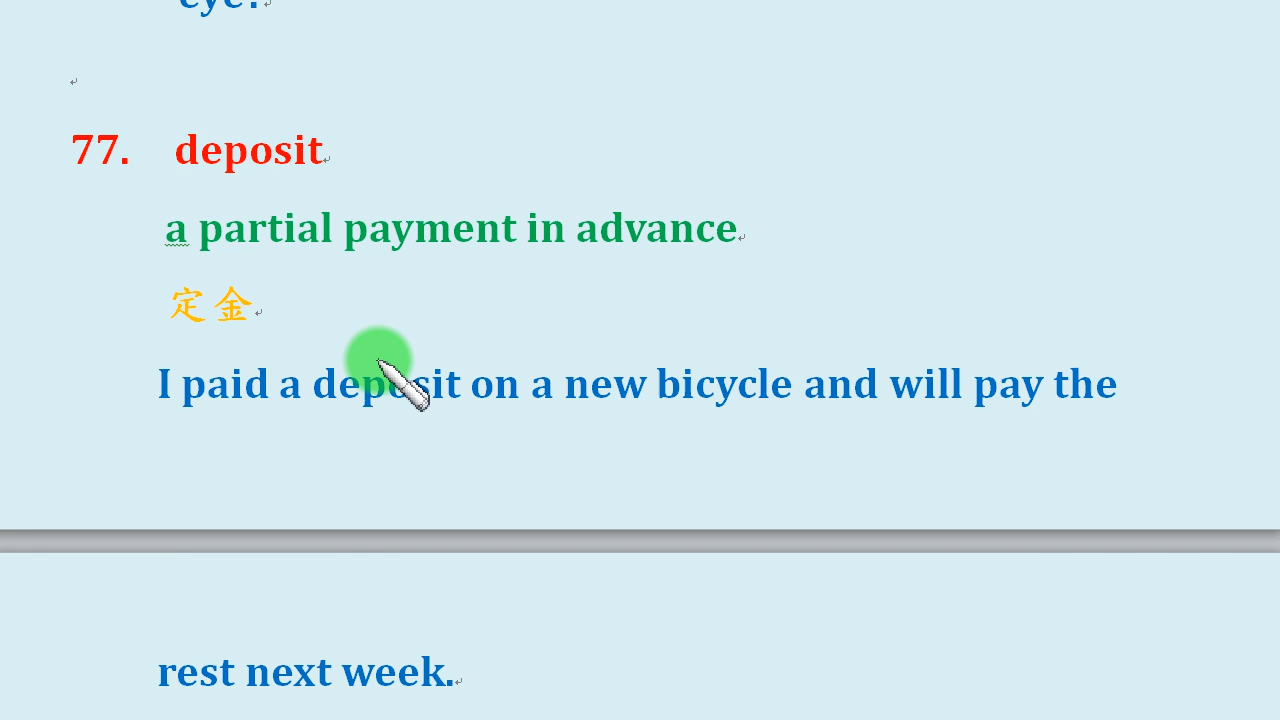 eye!
77. deposit
a partial payment in advance
定金
I paid a deposit on a new bicycle and will pay the
rest next week.